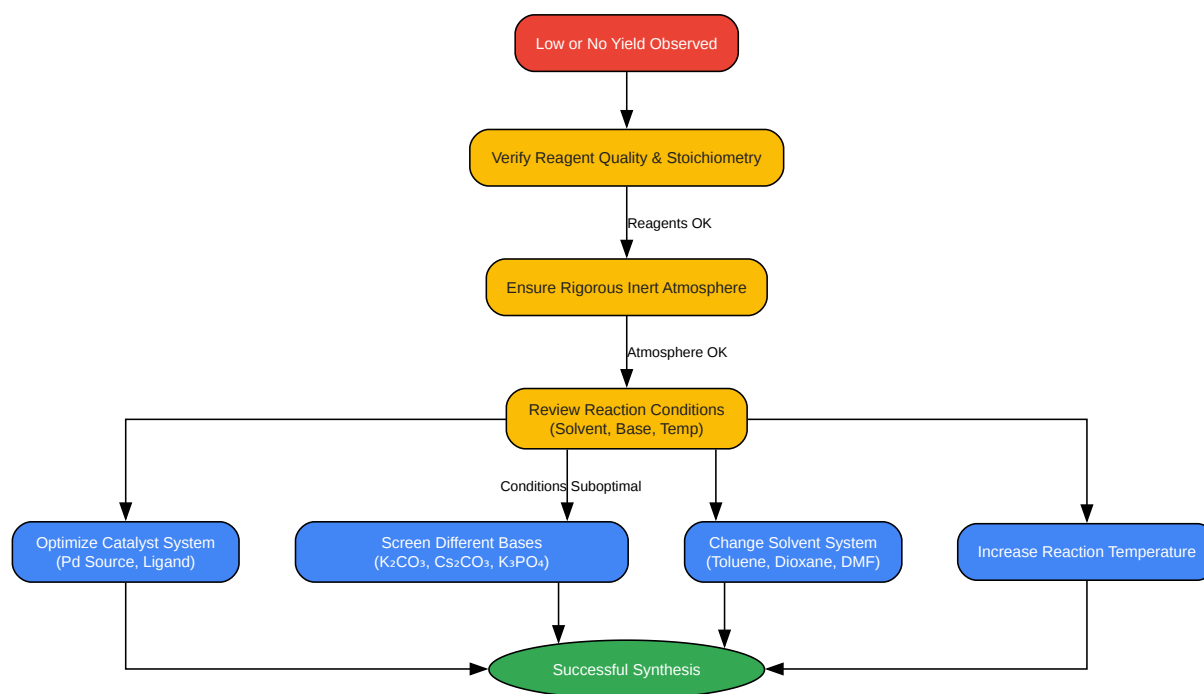 Low or No Yield Observed
Verify Reagent Quality & Stoichiometry
Reagents OK
Ensure Rigorous Inert Atmosphere
Atmosphere OK
Review Reaction Conditions
(Solvent, Base, Temp)
Conditions Suboptimal
Optimize Catalyst System
(Pd Source, Ligand)
Screen Different Bases
(K₂CO₃, Cs₂CO₃, K₃PO₄)
Change Solvent System
(Toluene, Dioxane, DMF)
Increase Reaction Temperature
Successful Synthesis